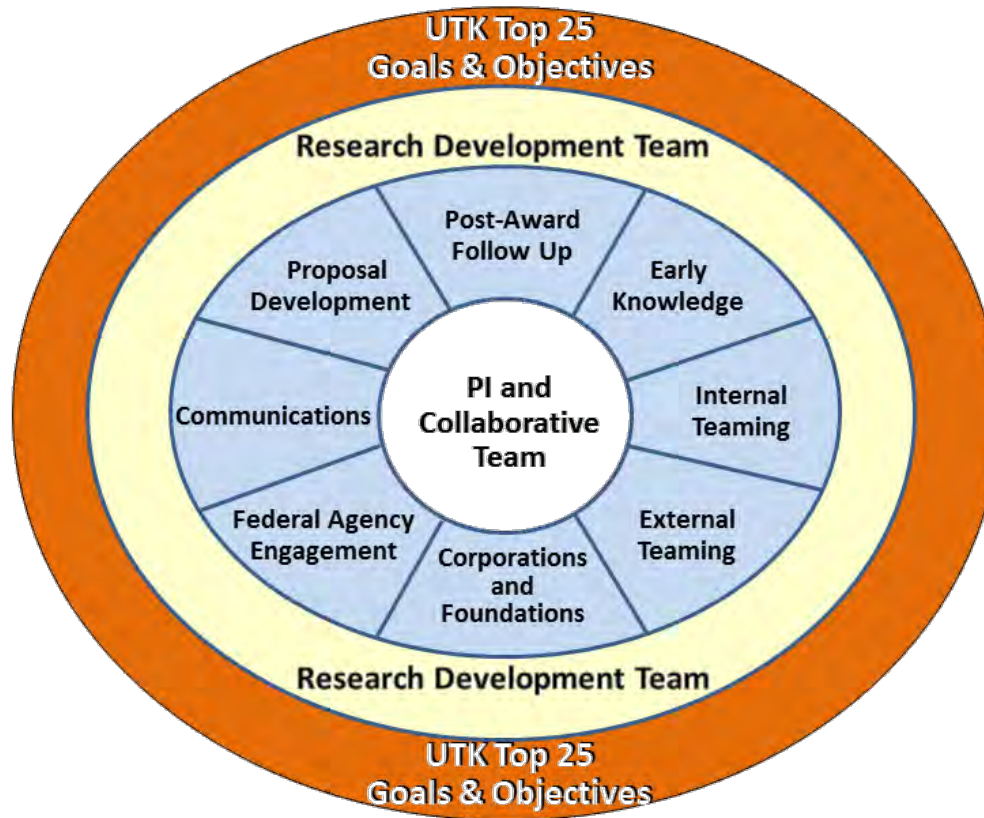 UTK Top 25
Goals & Objectives
Research Development Team
Post-Award
Follow Up
Early
Knowledge
Internal
Teaming
External
Teaming
Corporations
and
Foundations
Federal Agency
Engagement
Communications
Proposal
Development
PI and
Collaborative
Team
Research Development Team
UTK Top 25
Goals & Objectives